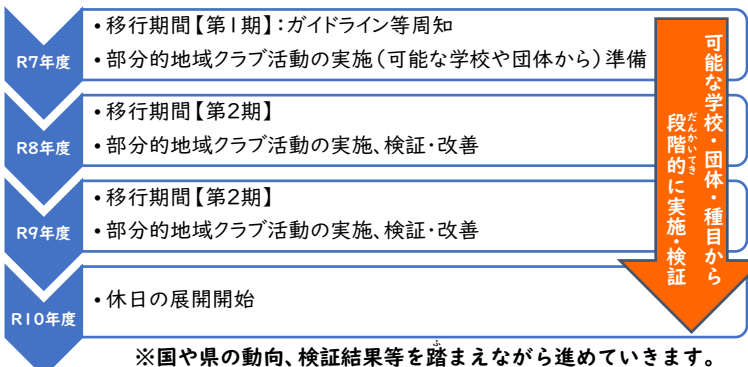 R7年度
・移行期間【第1期】:ガイドライン等周知
・部分的地域クラブ活動の実施(可能な学校や団体から)準備
R8年度
・移行期間【第2期】
・部分的地域クラブ活動の実施、検証・改善
R9年度
・移行期間【第2期】
・部分的地域クラブ活動の実施、検証・改善
R10年度
・休日の展開開始
可能な学校・団体・種目から
だんかいてき
段階的に実施・検証
ふ
※国や県の動向、検証結果等を踏まえながら進めていきます。